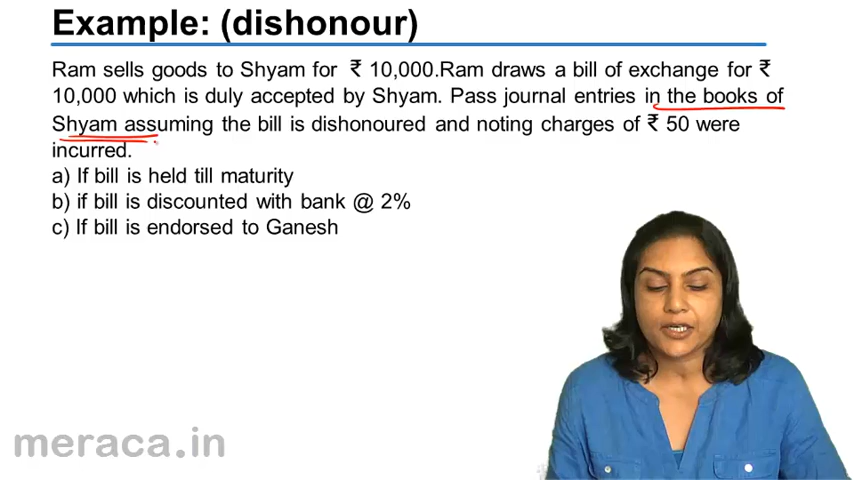 Example: (dishonour)
Ram sells goods to Shyam for ₹ 10,000.Ram draws a bill of exchange for ₹
10,000 which is duly accepted by Shyam. Pass journal entries in the books of
Shyam assuming the bill is dishonoured and noting charges of ₹ 50 were
incurred.
a) If bill is held till maturity
b) if bill is discounted with bank @ 2%
c) If bill is endorsed to Ganesh
meraca.in